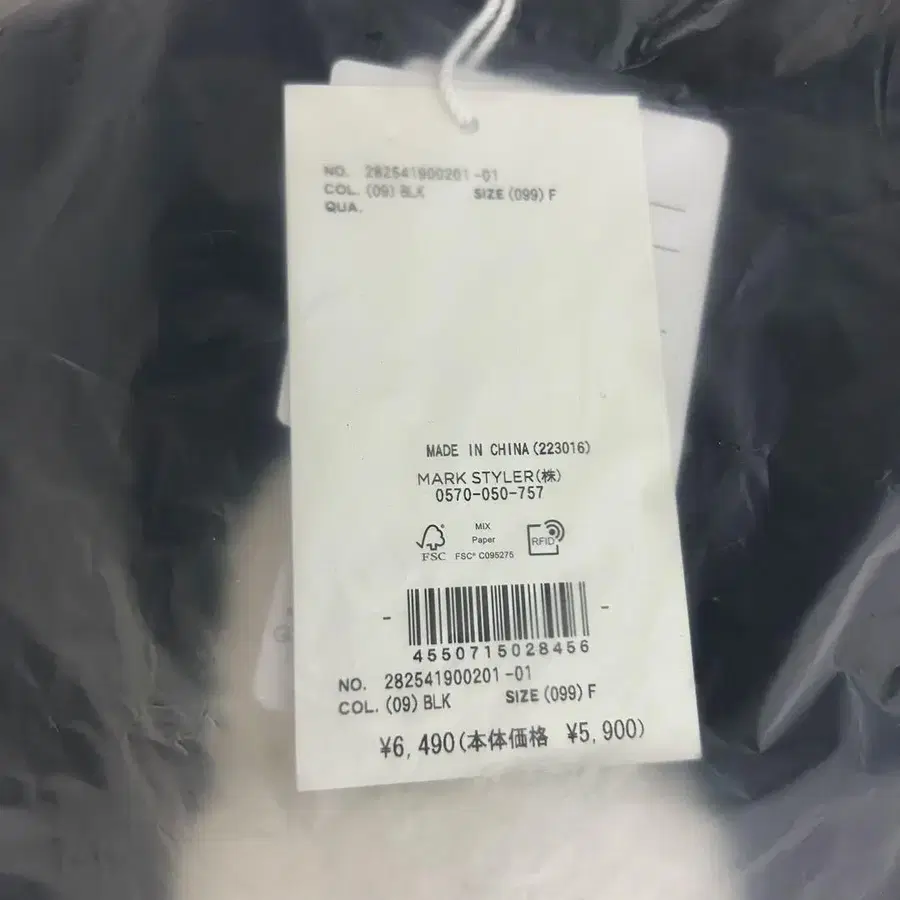 NO. 282541900201-01
COL. (09) BLK SIZE (099) F
QUA.
MADE IN CHINA (223016)
MARK STYLER(株)
0570-050-757
FSC
MIX
Paper
FSC® C095275
RFID
4550715028456
NO. 282541900201-01
COL. (09) BLK SIZE (099) F
¥6,490(本体価格 ¥5,900)